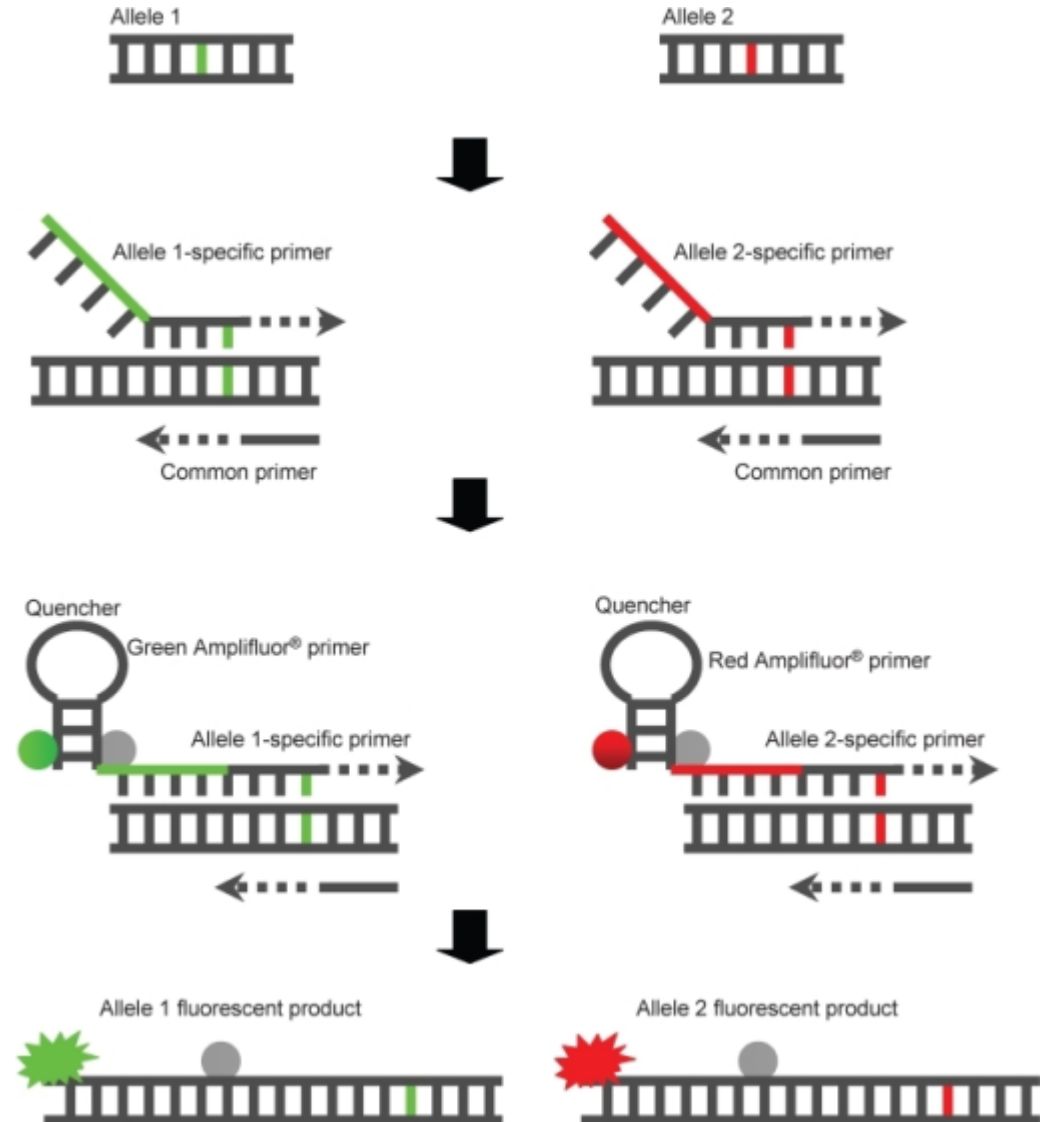 Allele 1
Allele 2
Allele 1-specific primer
Allele 2-specific primer
Common primer
Common primer
Quencher
Quencher
Green Amplifluor® primer
Red Amplifluor® primer
Allele 1-specific primer
Allele 2-specific primer
Allele 1 fluorescent product
Allele 2 fluorescent product